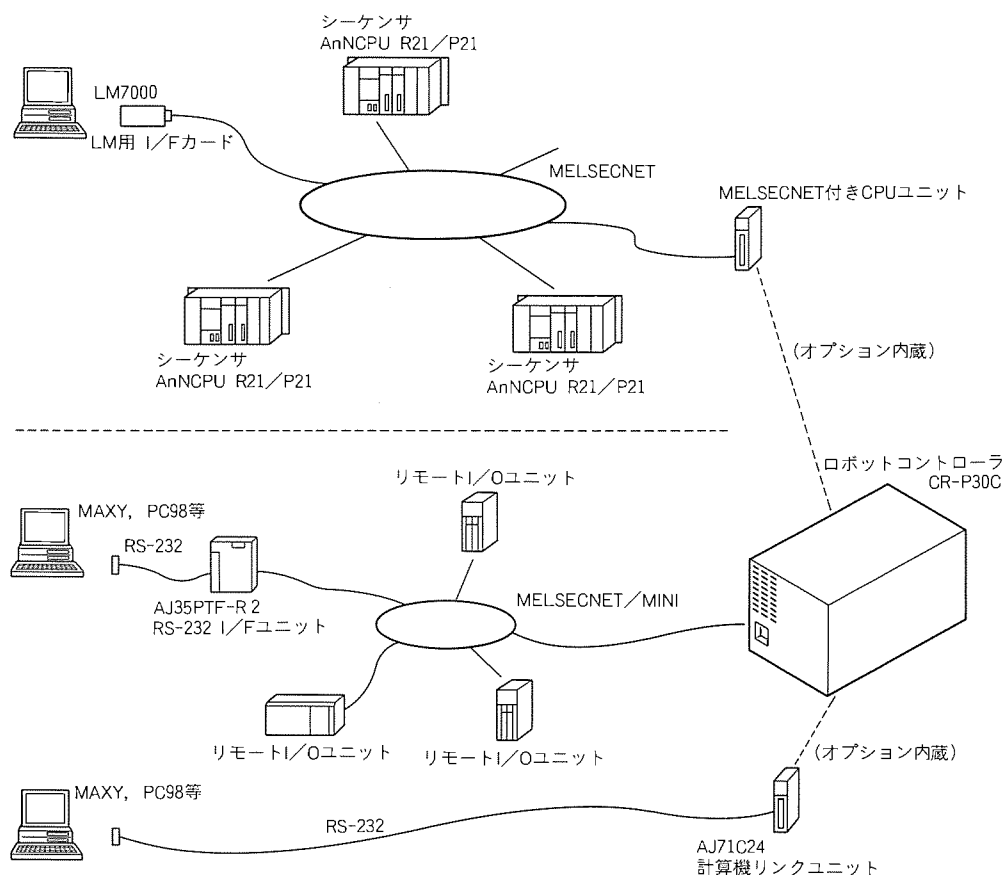 シーケンサ
AnNCPU R21／P21
LM7000
LM用 I／Fカード
MELSECNET
MELSECNET付きCPUユニット
シーケンサ
AnNCPU R21／P21
シーケンサ
AnNCPU R21／P21
(オプション内蔵)
ロボットコントローラ
CR-P30C
リモートI／Oユニット
MAXY, PC98等
RS-232
AJ35PTF-R 2
RS-232 I／Fユニット
MELSECNET／MINI
リモートI／Oユニット
リモートI／Oユニット
(オプション内蔵)
MAXY, PC98等
RS-232
AJ71C24
計算機リンクユニット